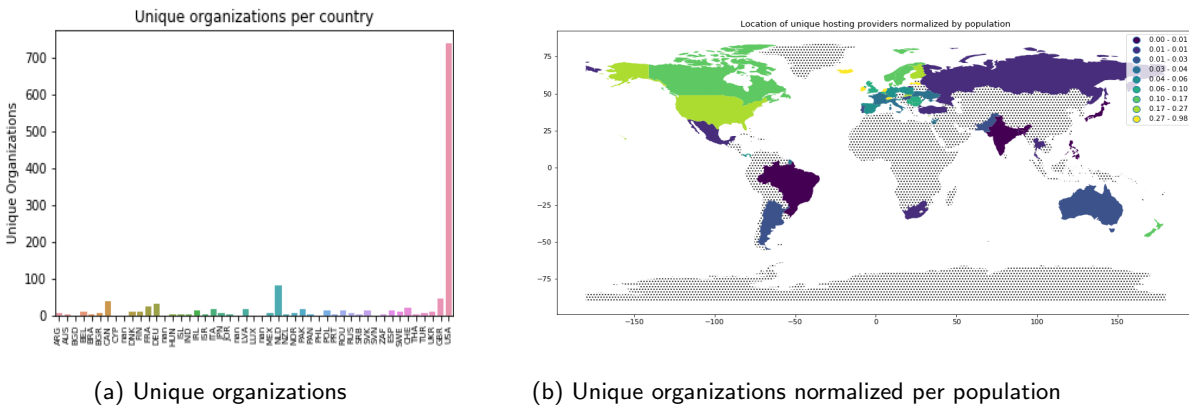 Unique organizations per country
700
600
500
400
300
200
100
0
Unique Organizations
ARG AUS BGD BEL BRA BGR CAN CYP nan DNK FIN FRA DEU nan HUN ISL IND IRL ISR ITA JPN JOR nan LVA LUX nan MEX NLD NZL NOR PAK PAN PHL POL PRT ROU RUS SRB SVK SVN ZAF ESP SWE CHE THA TUR UKR GBR USA
(a) Unique organizations
Location of unique hosting providers normalized by population
0.00 - 0.01
0.01 - 0.01
0.01 - 0.03
0.03 - 0.04
0.04 - 0.06
0.06 - 0.10
0.10 - 0.17
0.17 - 0.27
0.27 - 0.98
75
50
25
0
−25
−50
−75
−150 −100 −50 0 50 100 150
(b) Unique organizations normalized per population